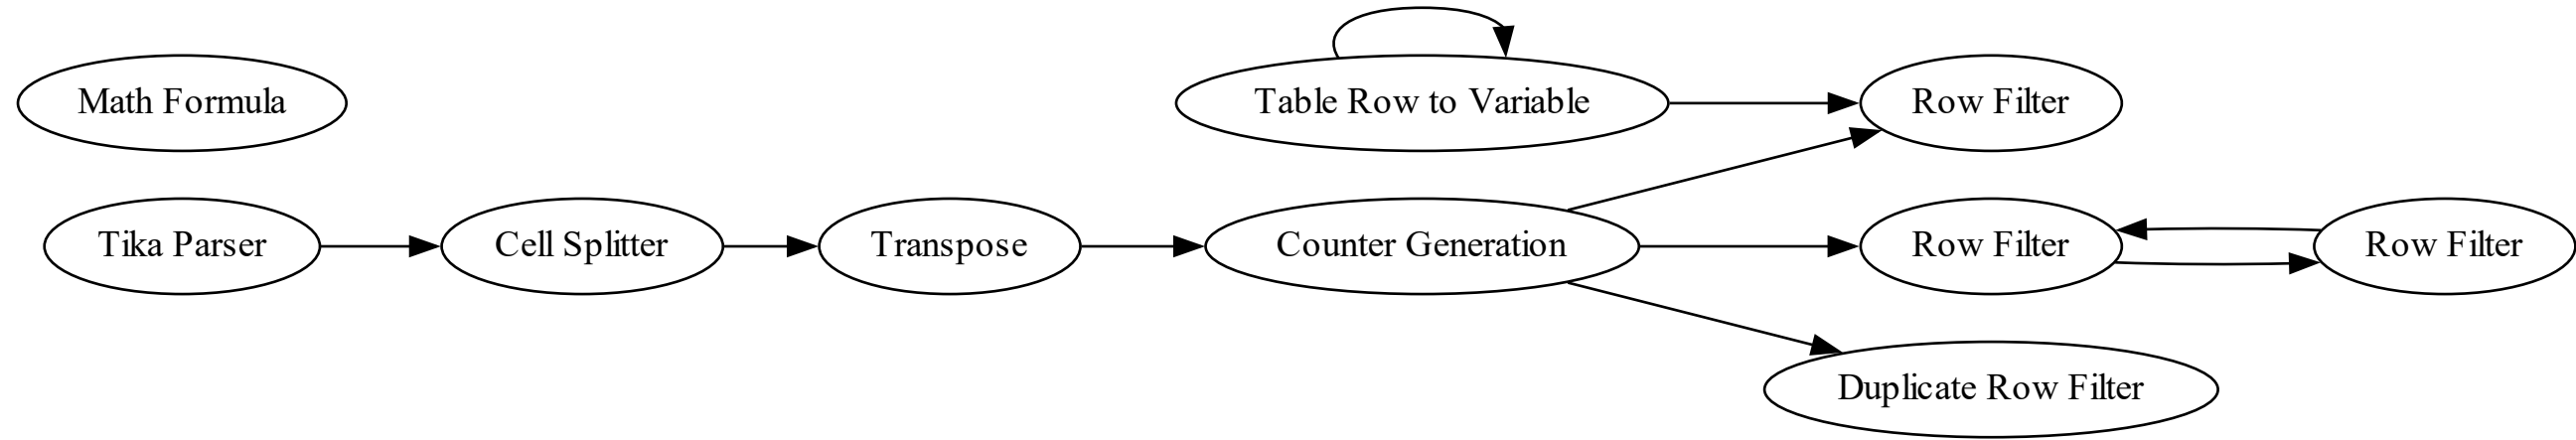 Math Formula
Table Row to Variable
Row Filter
Tika Parser
Cell Splitter
Transpose
Counter Generation
Row Filter
Row Filter
Duplicate Row Filter